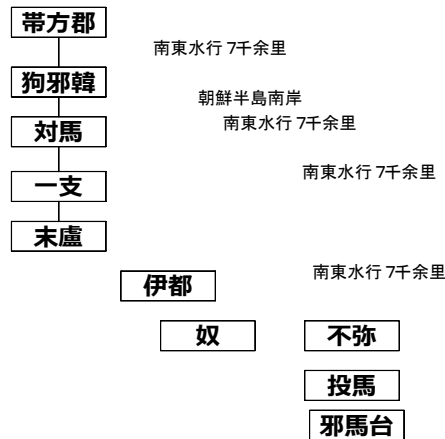 帯方郡
南東水行 7千余里
狗邪韓
朝鮮半島南岸
対馬
南東水行 7千余里
一支
南東水行 7千余里
末盧
伊都
南東水行 7千余里
奴
不弥
投馬
邪馬台